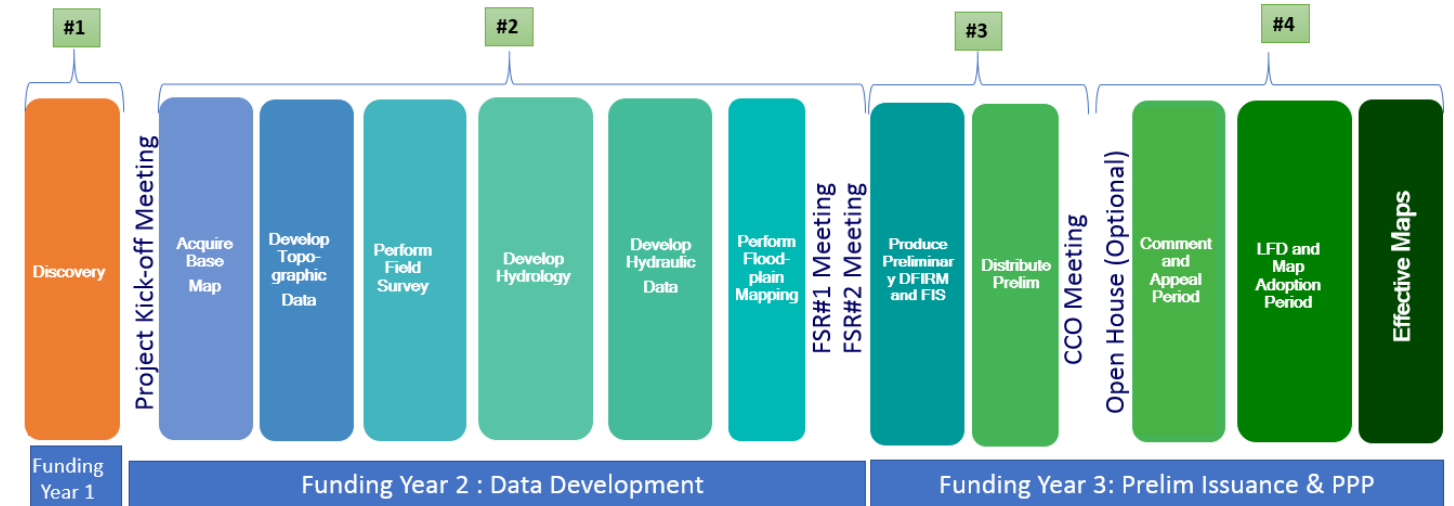 #1
#2
#3
#4
Discovery
Project Kick-off Meeting
Acquire
Base
Map
Develop
Topo-
graphic
Data
Perform
Field
Survey
Develop
Hydrology
Develop
Hydraulic
Data
Perform
Flood-
plain
Mapping
FSR#1 Meeting
FSR#2 Meeting
Produce
Preliminar
y DFIRM
and FIS
Distribute
Prelim
CCO Meeting
Open House (Optional)
Comment
and
Appeal
Period
LFD and
Map
Adoption
Period
Effective Maps
Funding
Year 1
Funding Year 2 : Data Development
Funding Year 3: Prelim Issuance & PPP